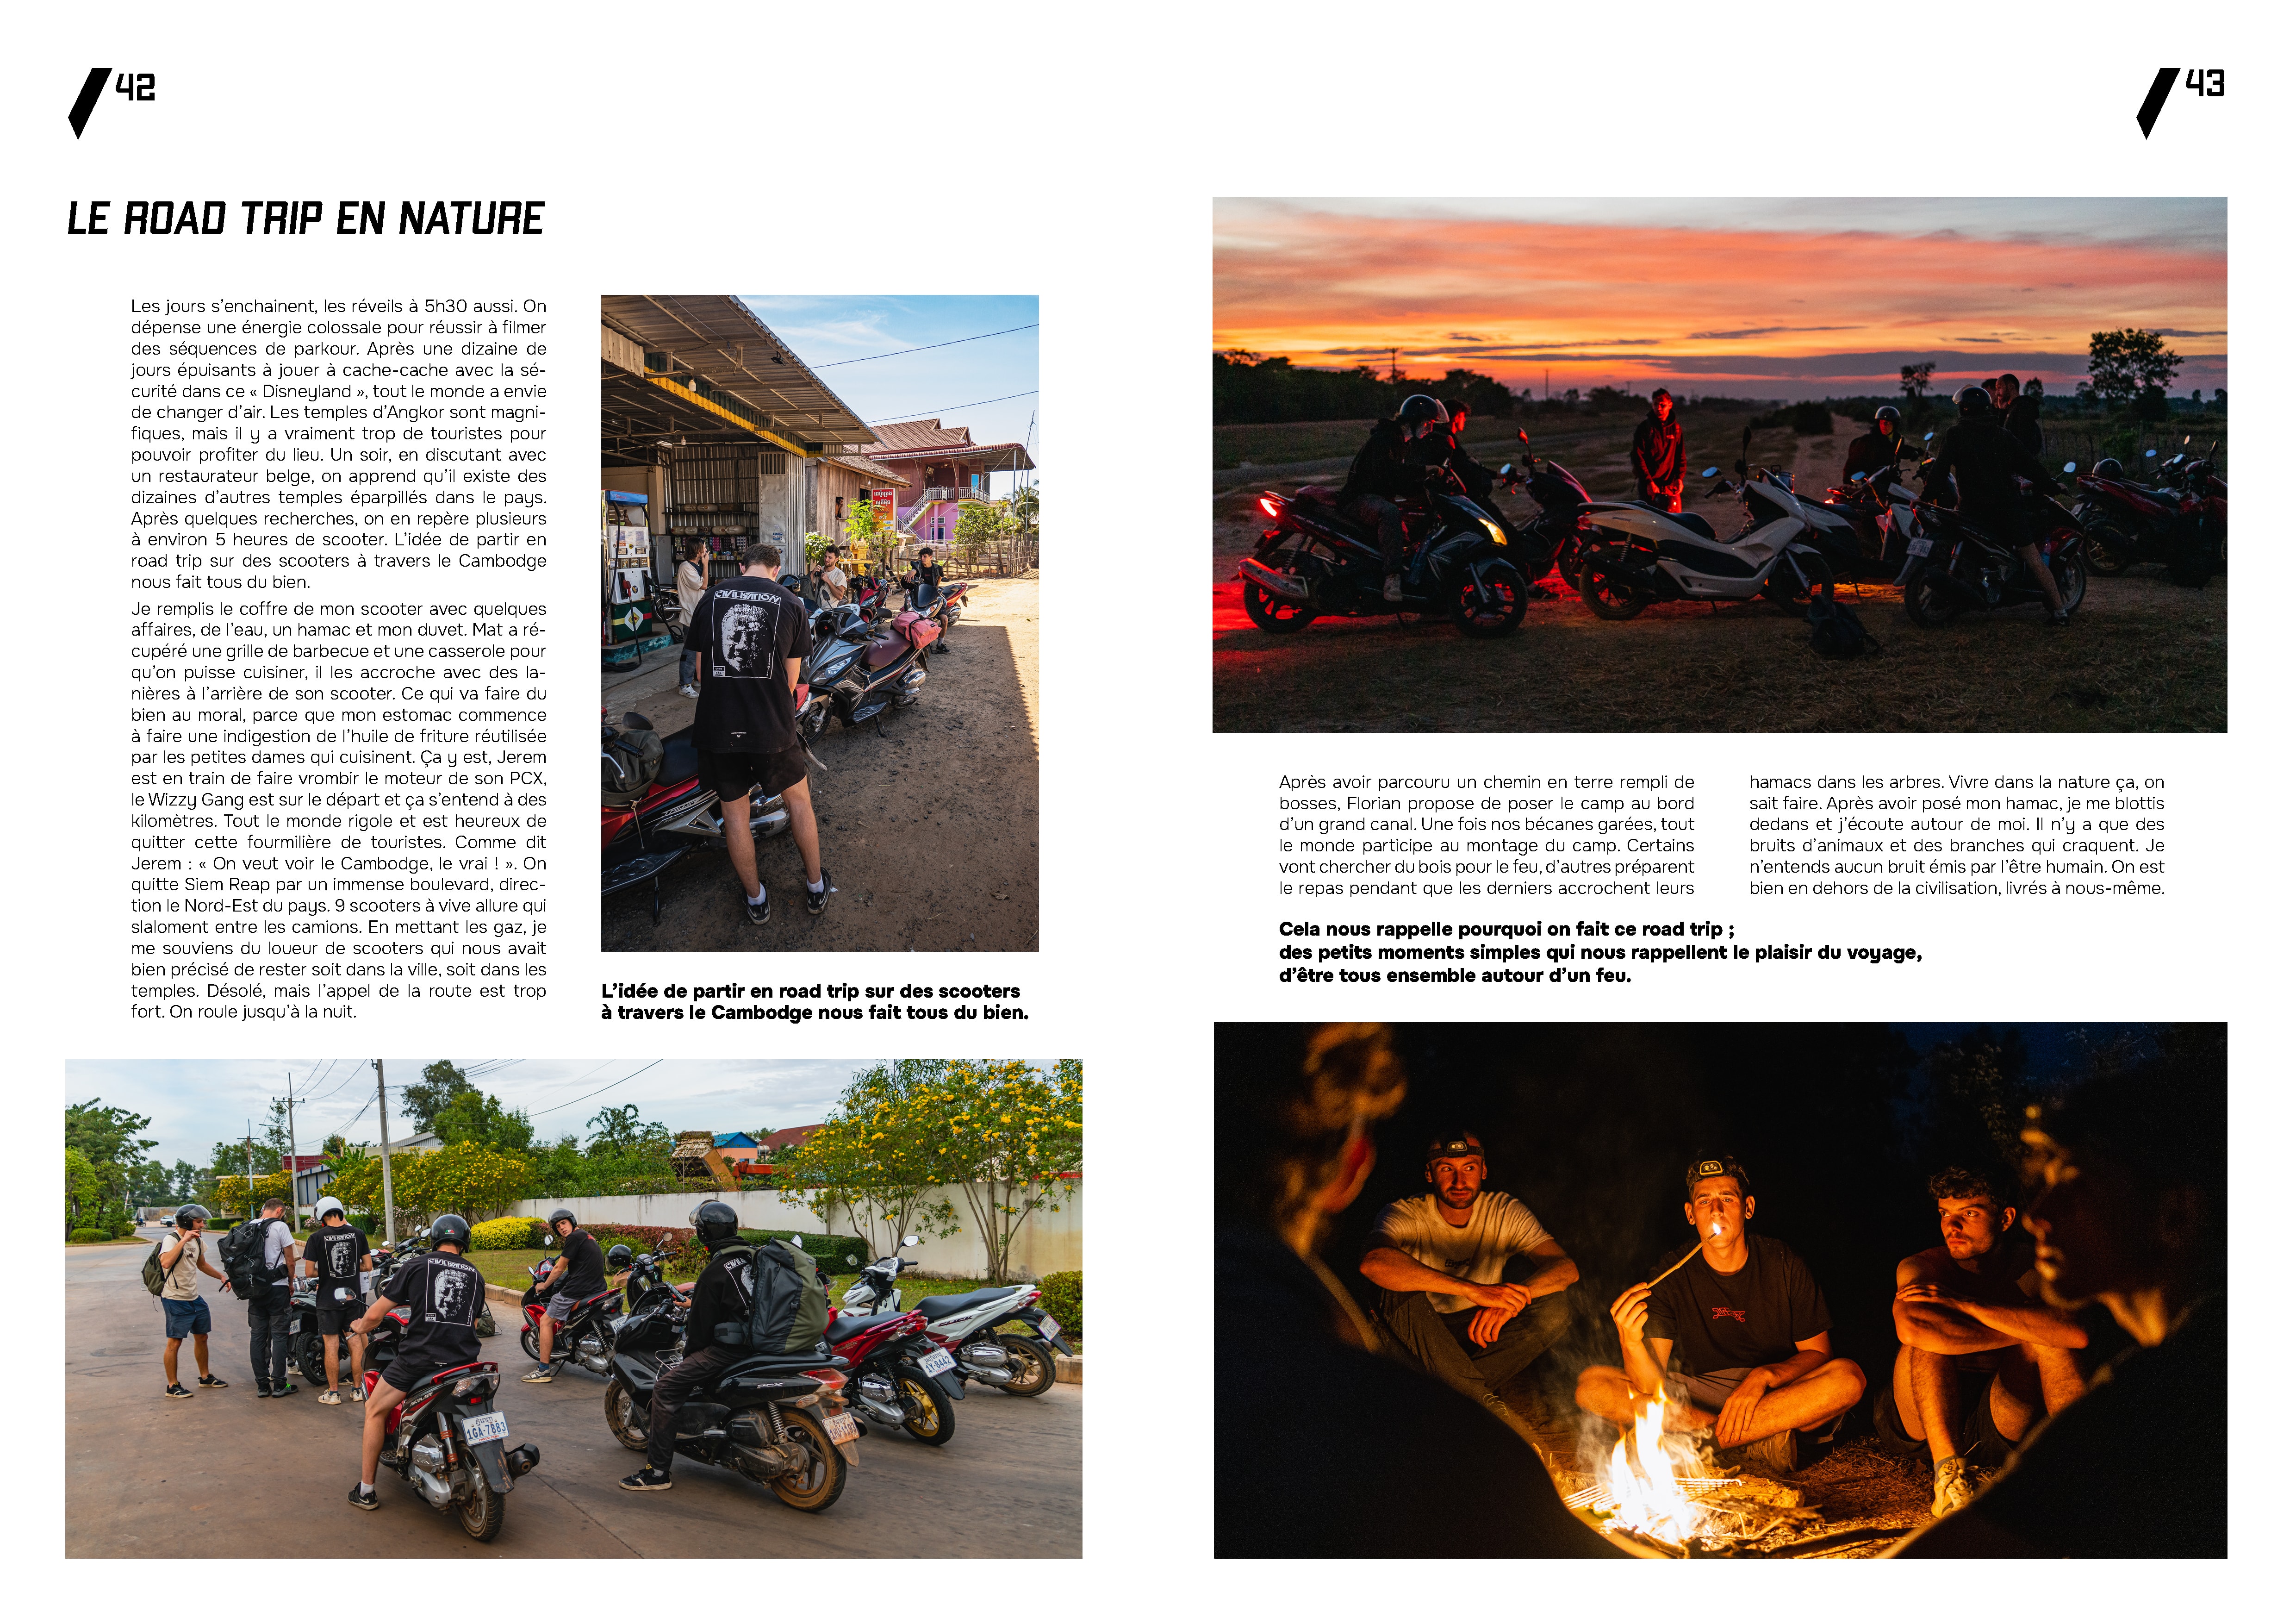 42
43
LE ROAD TRIP EN NATURE
Les jours s'enchainent, les réveils à 5h30 aussi. On
dépense une énergie colossale pour réussir à filmer
des séquences de parkour. Après une dizaine de
jours épuisants à jouer à cache-cache avec la sé-
curité dans ce « Disneyland », tout le monde a envie
de changer d'air. Les temples d'Angkor sont magni-
fiques, mais il y a vraiment trop de touristes pour
pouvoir profiter du lieu. Un soir, en discutant avec
un restaurateur belge, on apprend qu'il existe des
dizaines d'autres temples éparpillés dans le pays.
Après quelques recherches, on en repère plusieurs
à environ 5 heures de scooter. L'idée de partir en
road trip sur des scooters à travers le Cambodge
nous fait tous du bien.
Je remplis le coffre de mon scooter avec quelques
affaires, de l'eau, un hamac et mon duvet. Mat a ré-
cupéré une grille de barbecue et une casserole pour
qu'on puisse cuisiner, il les accroche avec des la-
nières à l'arrière de son scooter. Ce qui va faire du
bien au moral, parce que mon estomac commence
à faire une indigestion de l'huile de friture réutilisée
par les petites dames qui cuisinent. Ça y est, Jerem
est en train de faire vrombir le moteur de son PCX,
le Wizzy Gang est sur le départ et ça s'entend à des
kilomètres. Tout le monde rigole et est heureux de
quitter cette fourmilière de touristes. Comme dit
Jerem : « On veut voir le Cambodge, le vrai ! ». On
quitte Siem Reap par un immense boulevard, direc-
tion le Nord-Est du pays. 9 scooters à vive allure qui
slaloment entre les camions. En mettant les gaz, je
me souviens du loueur de scooters qui nous avait
bien précisé de rester soit dans la ville, soit dans les
temples. Désolé, mais l'appel de la route est trop
fort. On roule jusqu'à la nuit.
CIVILISATION
L'idée de partir en road trip sur des scooters
à travers le Cambodge nous fait tous du bien.
CIVILISATION
CIVILISATION
CIVIL
PCX
CLICK
1GA-7883
1Y-8442
Après avoir parcouru un chemin en terre rempli de
bosses, Florian propose de poser le camp au bord
d'un grand canal. Une fois nos bécanes garées, tout
le monde participe au montage du camp. Certains
vont chercher du bois pour le feu, d'autres préparent
le repas pendant que les derniers accrochent leurs
hamacs dans les arbres. Vivre dans la nature ça, on
sait faire. Après avoir posé mon hamac, je me blottis
dedans et j'écoute autour de moi. Il n'y a que des
bruits d'animaux et des branches qui craquent. Je
n'entends aucun bruit émis par l'être humain. On est
bien en dehors de la civilisation, livrés à nous-même.
Cela nous rappelle pourquoi on fait ce road trip ;
des petits moments simples qui nous rappellent le plaisir du voyage,
d'être tous ensemble autour d'un feu.